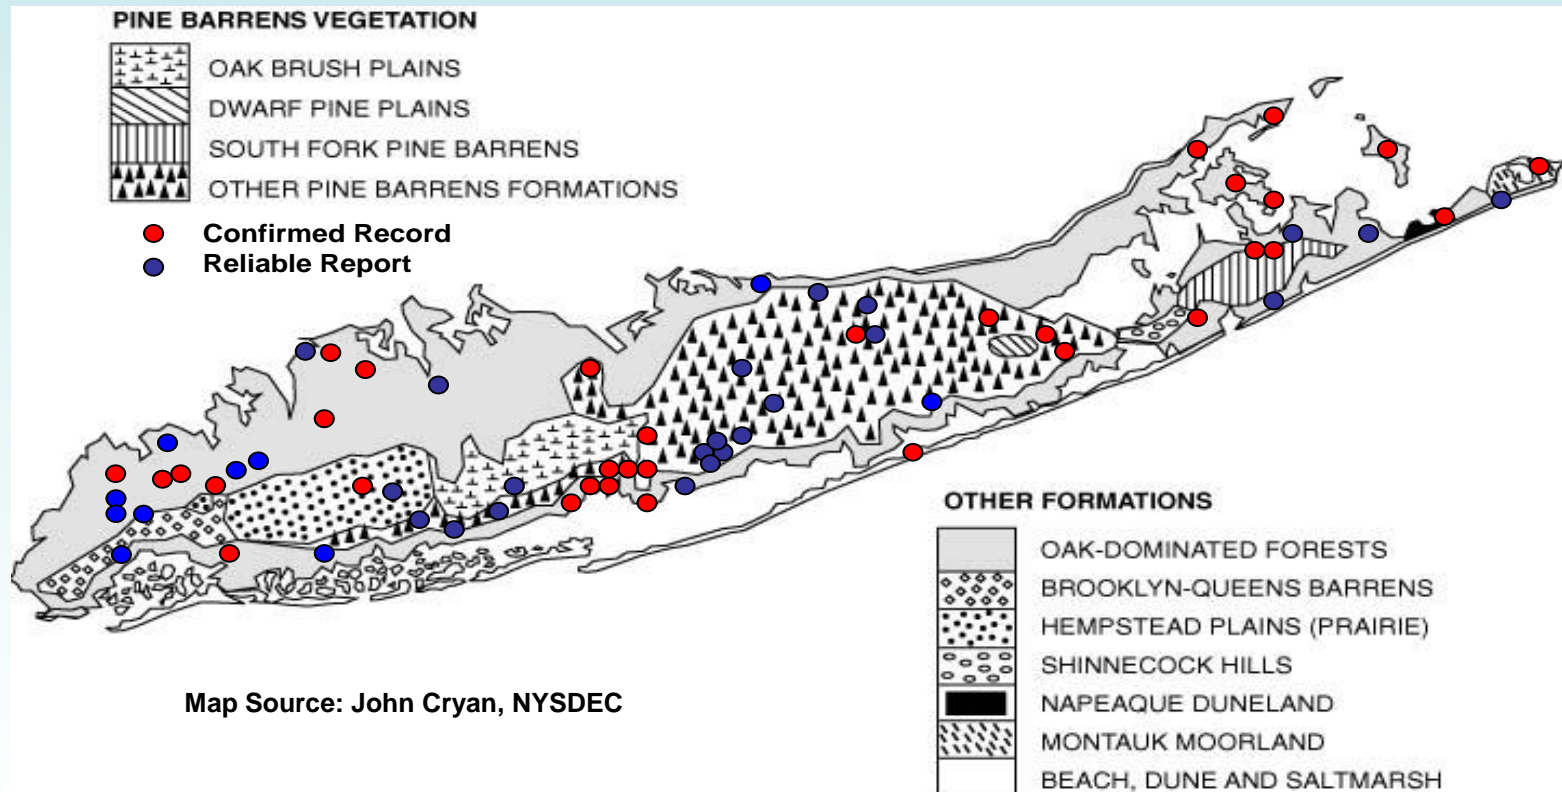 PINE BARRENS VEGETATION
OAK BRUSH PLAINS
DWARF PINE PLAINS
SOUTH FORK PINE BARRENS
OTHER PINE BARRENS FORMATIONS
Confirmed Record
Reliable Report
OTHER FORMATIONS
OAK-DOMINATED FORESTS
BROOKLYN-QUEENS BARRENS
HEMPSTEAD PLAINS (PRAIRIE)
SHINNECOCK HILLS
NAPEAQUE DUNELAND
MONTAUK MOORLAND
BEACH, DUNE AND SALTMARSH
Map Source: John Cryan, NYSDEC